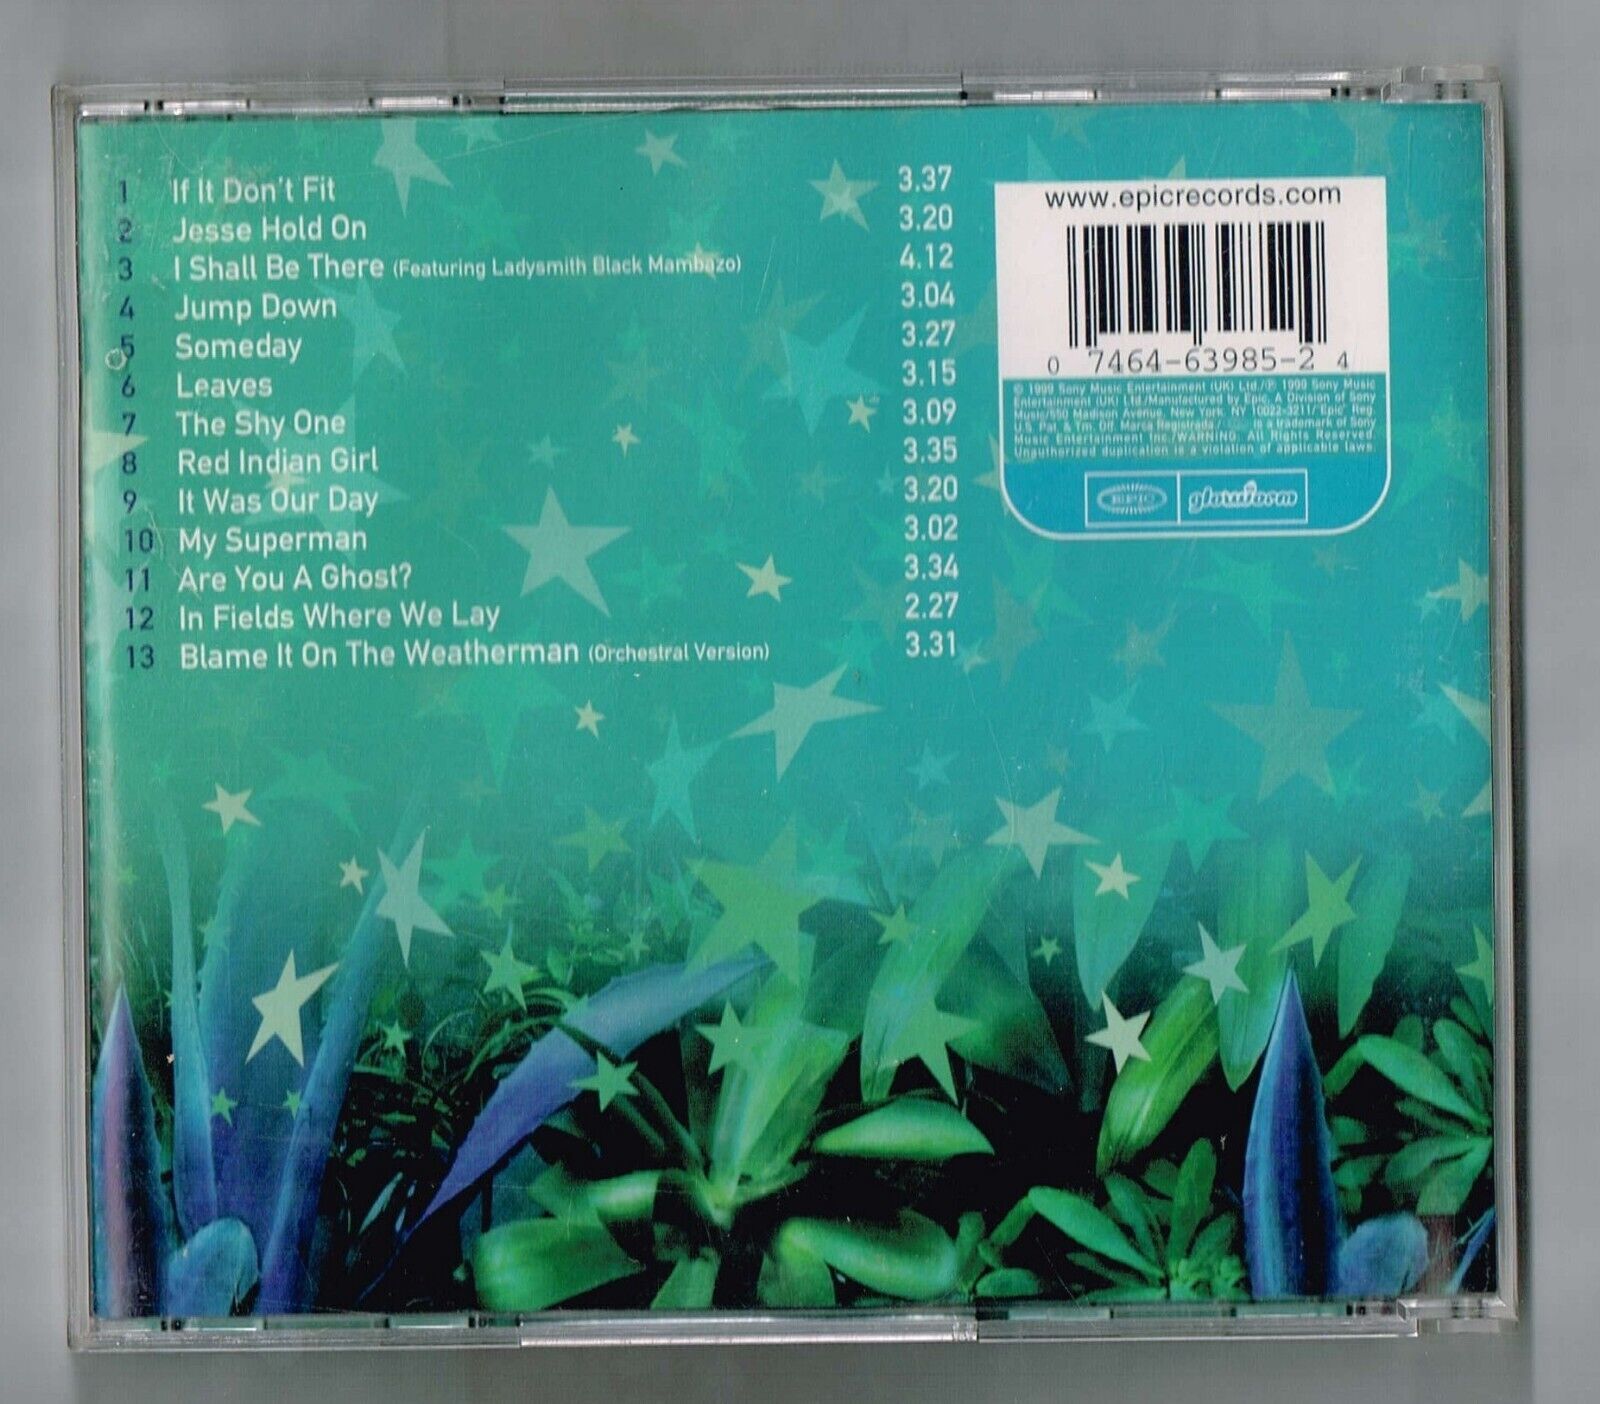 1 If It Don't Fit 3.37
2 Jesse Hold On 3.20
3 I Shall Be There (Featuring Ladysmith Black Mambazo) 4.12
4 Jump Down 3.04
5 Someday 3.27
6 Leaves 3.15
7 The Shy One 3.09
8 Red Indian Girl 3.35
9 It Was Our Day 3.20
10 My Superman 3.02
11 Are You A Ghost? 3.34
12 In Fields Where We Lay 2.27
13 Blame It On The Weatherman (Orchestral Version) 3.31
www.epicrecords.com
0 7464-63985-2 4
© 1999 Sony Music Entertainment (UK) Ltd./℗ 1999 Sony Music
Entertainment (UK) Ltd./Manufactured by Epic, A Division of Sony
Music/550 Madison Avenue, New York, NY 10022-3211/"Epic" Reg.
U.S. Pat. & Tm. Off. Marca Registrada/ is a trademark of Sony
Music Entertainment Inc./WARNING: All Rights Reserved.
Unauthorized duplication is a violation of applicable laws.
EPIC glowworm